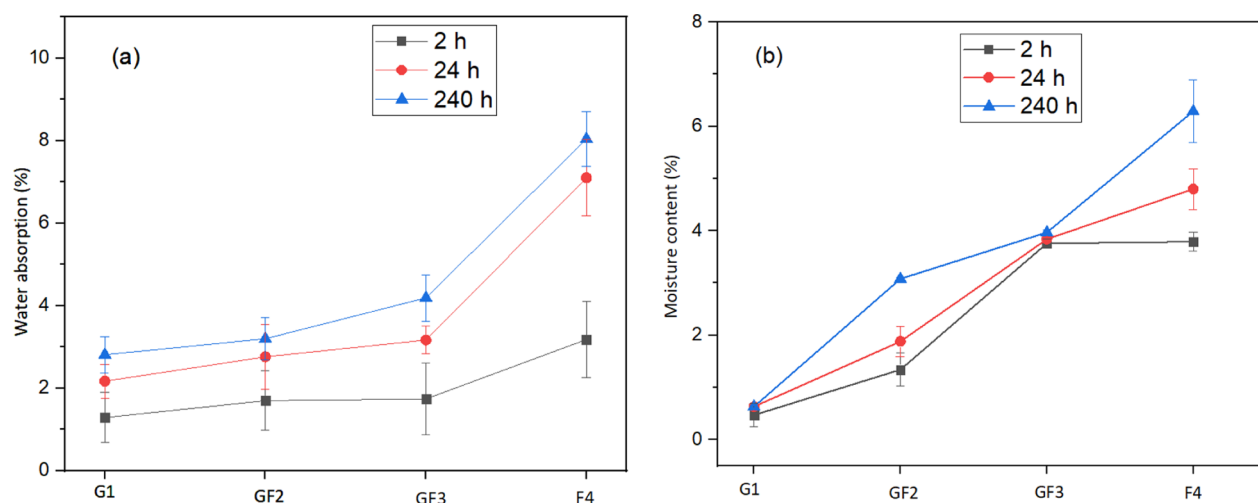 (a)
2 h
24 h
240 h
10
8
6
4
2
0
Water absorption (%)
G1 GF2 GF3 F4
(b)
2 h
24 h
240 h
8
6
4
2
0
Moisture content (%)
G1 GF2 GF3 F4